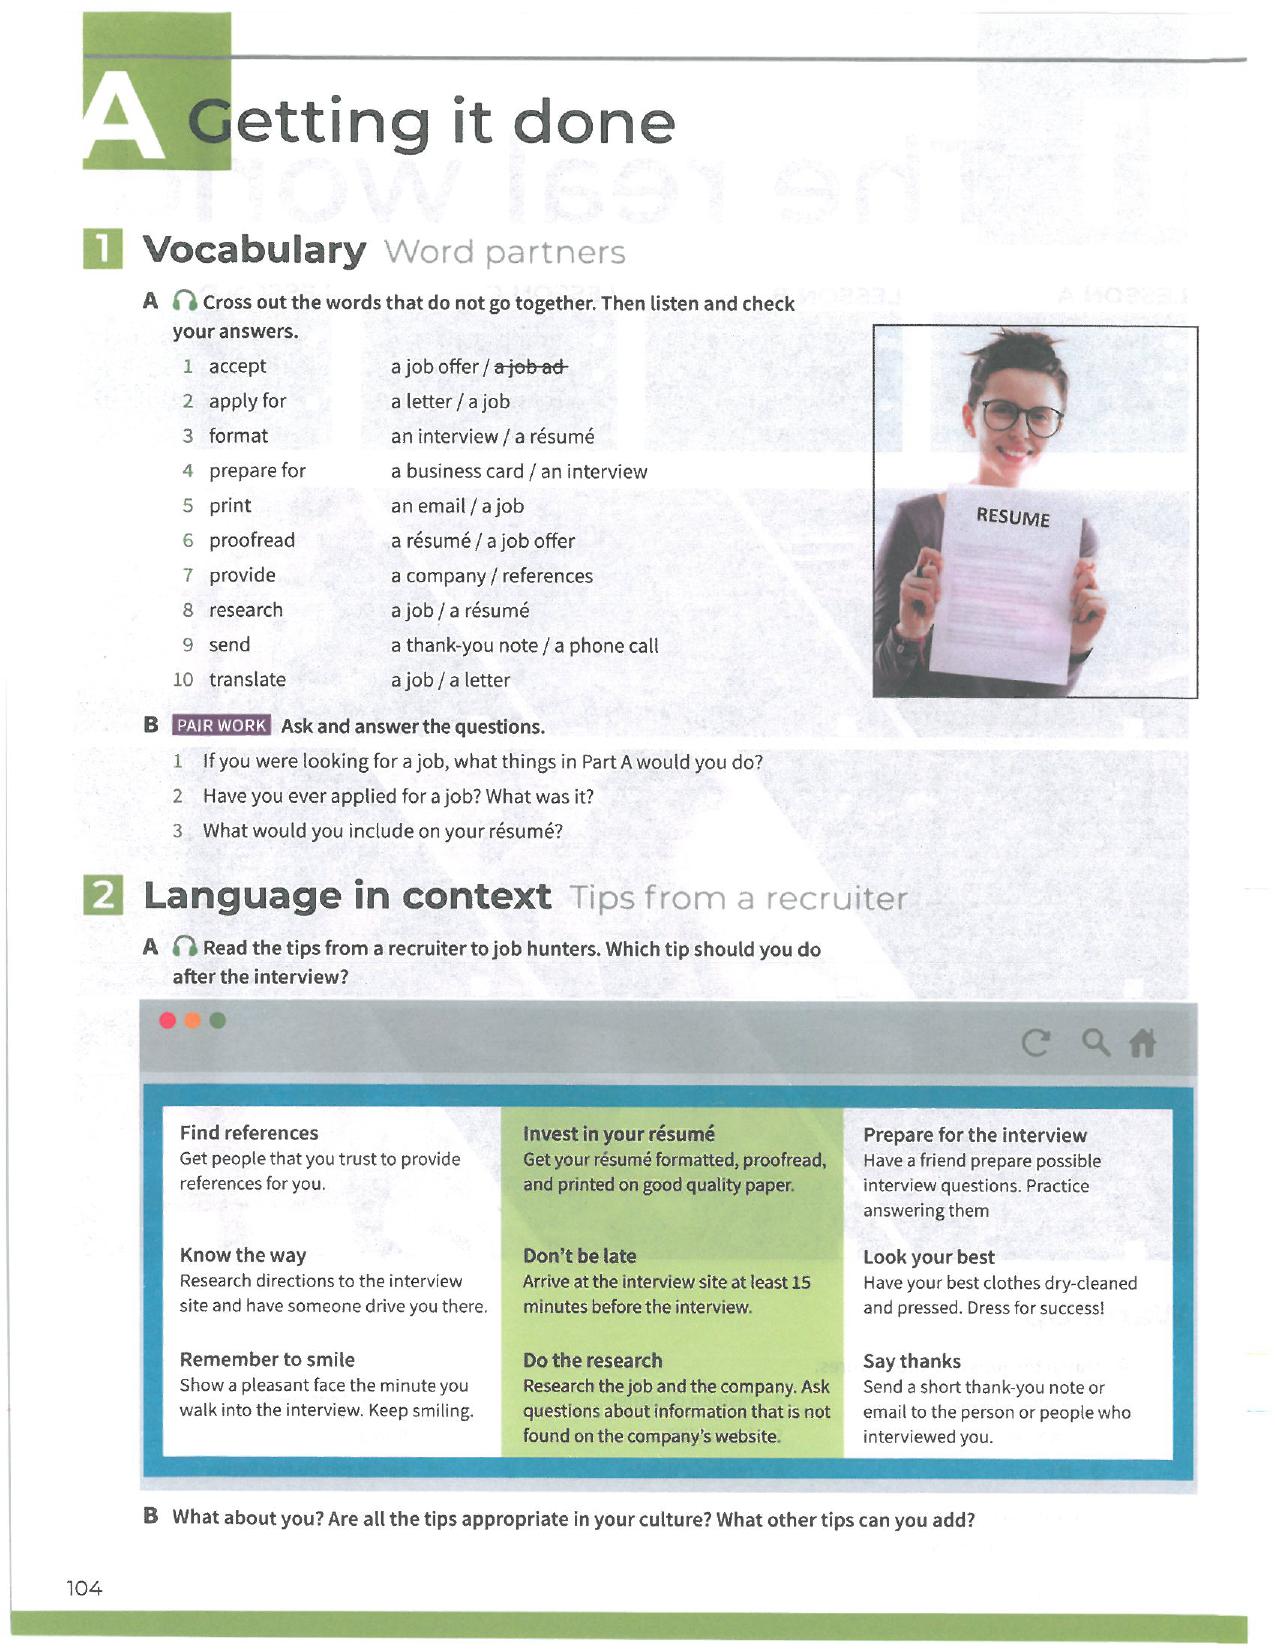 A Getting it done
1 Vocabulary Word partners
A Cross out the words that do not go together. Then listen and check
your answers.
1 accept a job offer / a job ad
2 apply for a letter / a job
3 format an interview / a résumé
4 prepare for a business card / an interview
5 print an email / a job
6 proofread a résumé / a job offer
7 provide a company / references
8 research a job / a résumé
9 send a thank-you note / a phone call
10 translate a job / a letter
RESUME
B PAIR WORK Ask and answer the questions.
1 If you were looking for a job, what things in Part A would you do?
2 Have you ever applied for a job? What was it?
3 What would you include on your résumé?
2 Language in context Tips from a recruiter
A Read the tips from a recruiter to job hunters. Which tip should you do
after the interview?
Find references
Get people that you trust to provide
references for you.
Invest in your résumé
Get your résumé formatted, proofread,
and printed on good quality paper.
Prepare for the interview
Have a friend prepare possible
interview questions. Practice
answering them
Know the way
Research directions to the interview
site and have someone drive you there.
Don't be late
Arrive at the interview site at least 15
minutes before the interview.
Look your best
Have your best clothes dry-cleaned
and pressed. Dress for success!
Remember to smile
Show a pleasant face the minute you
walk into the interview. Keep smiling.
Do the research
Research the job and the company. Ask
questions about information that is not
found on the company's website.
Say thanks
Send a short thank-you note or
email to the person or people who
interviewed you.
B What about you? Are all the tips appropriate in your culture? What other tips can you add?
104